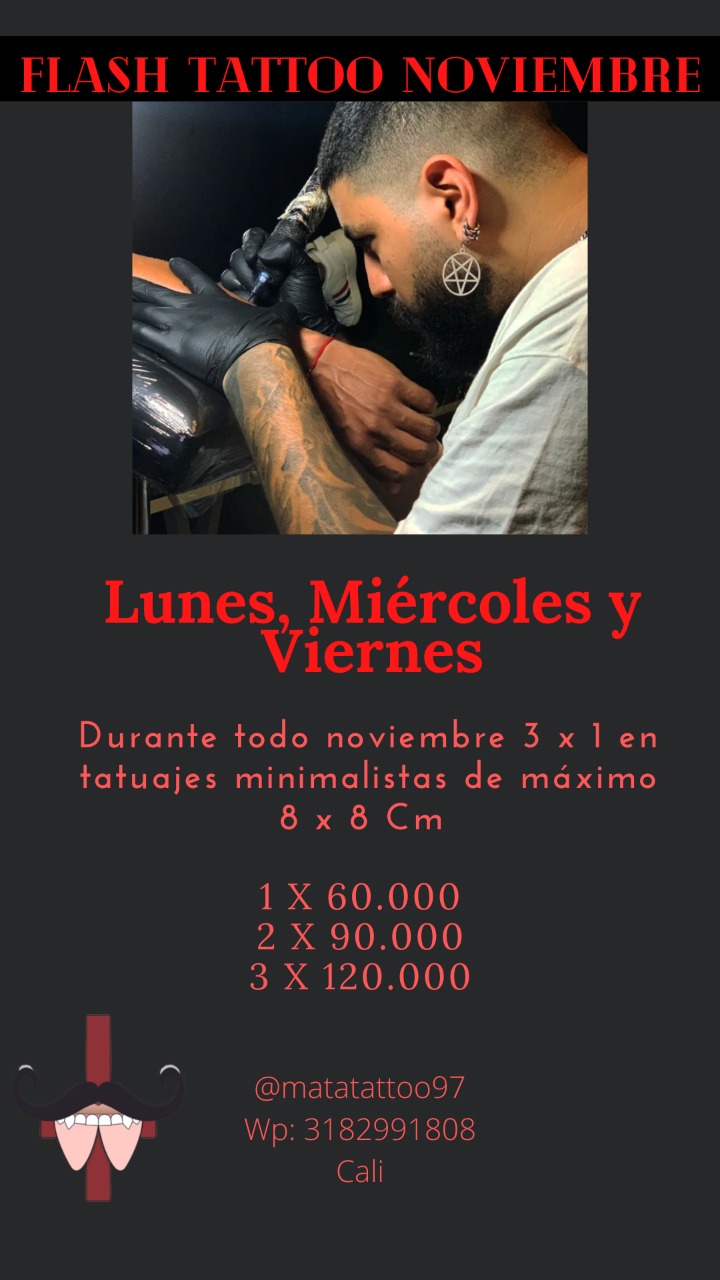 FLASH TATTOO NOVIEMBRE
Lunes, Miércoles y
Viernes
Durante todo noviembre 3 x 1 en
tatuajes minimalistas de máximo
8 x 8 Cm
1 X 60.000
2 X 90.000
3 X 120.000
@matatattoo97
Wp: 3182991808
Cali